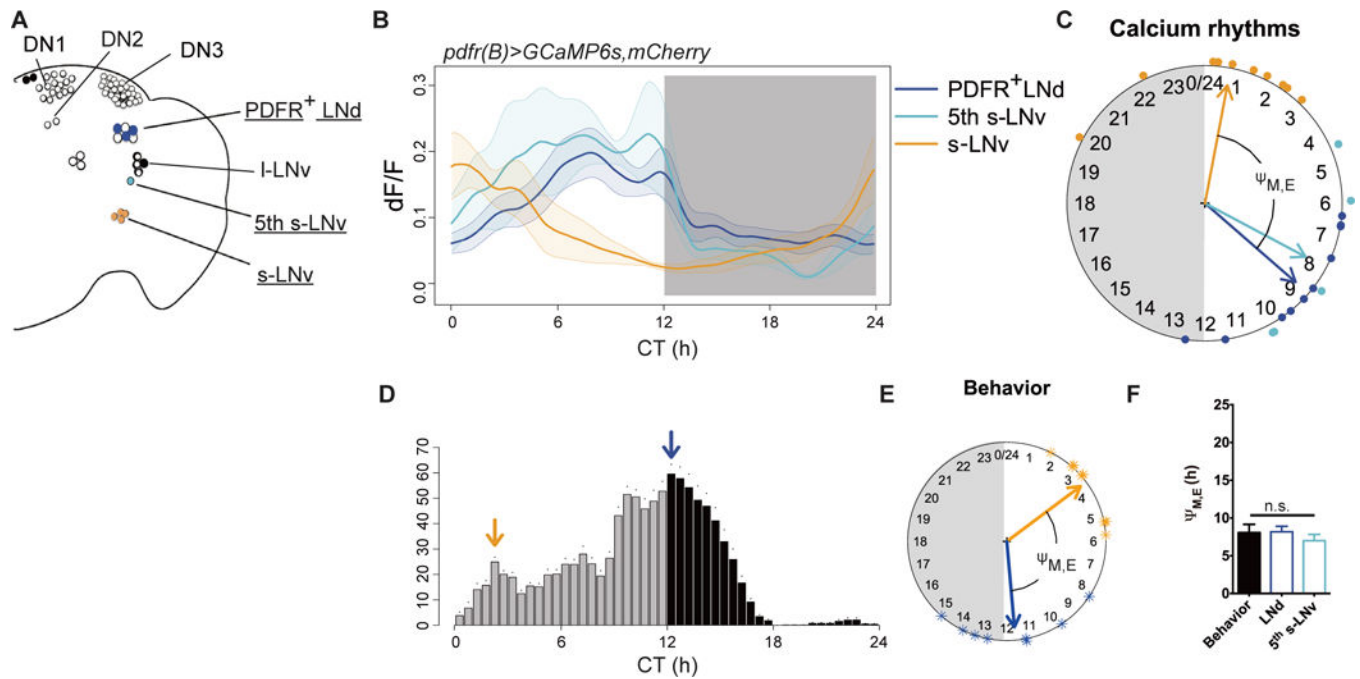 A
DN1
DN2
DN3
PDFR+ LNd
l-LNv
5th s-LNv
s-LNv
B
pdfr(B)>GCaMP6s,mCherry
0.3
0.2
0.1
0.0
dF/F
0 6 12 18 24
CT (h)
PDFR+ LNd
5th s-LNv
s-LNv
C
Calcium rhythms
0/24
1
2
3
4
5
6
7
8
9
10
11
12
13
14
15
16
17
18
19
20
21
22
23
ΨM,E
D
70
60
50
40
30
20
10
0
0 6 12 18 24
CT (h)
E
Behavior
0/24
1
2
3
4
5
6
7
8
9
10
11
12
13
14
15
16
17
18
19
20
21
22
23
ΨM,E
F
25
20
15
10
5
0
ΨM,E(h)
n.s.
Behavior
LNd
5th s-LNv